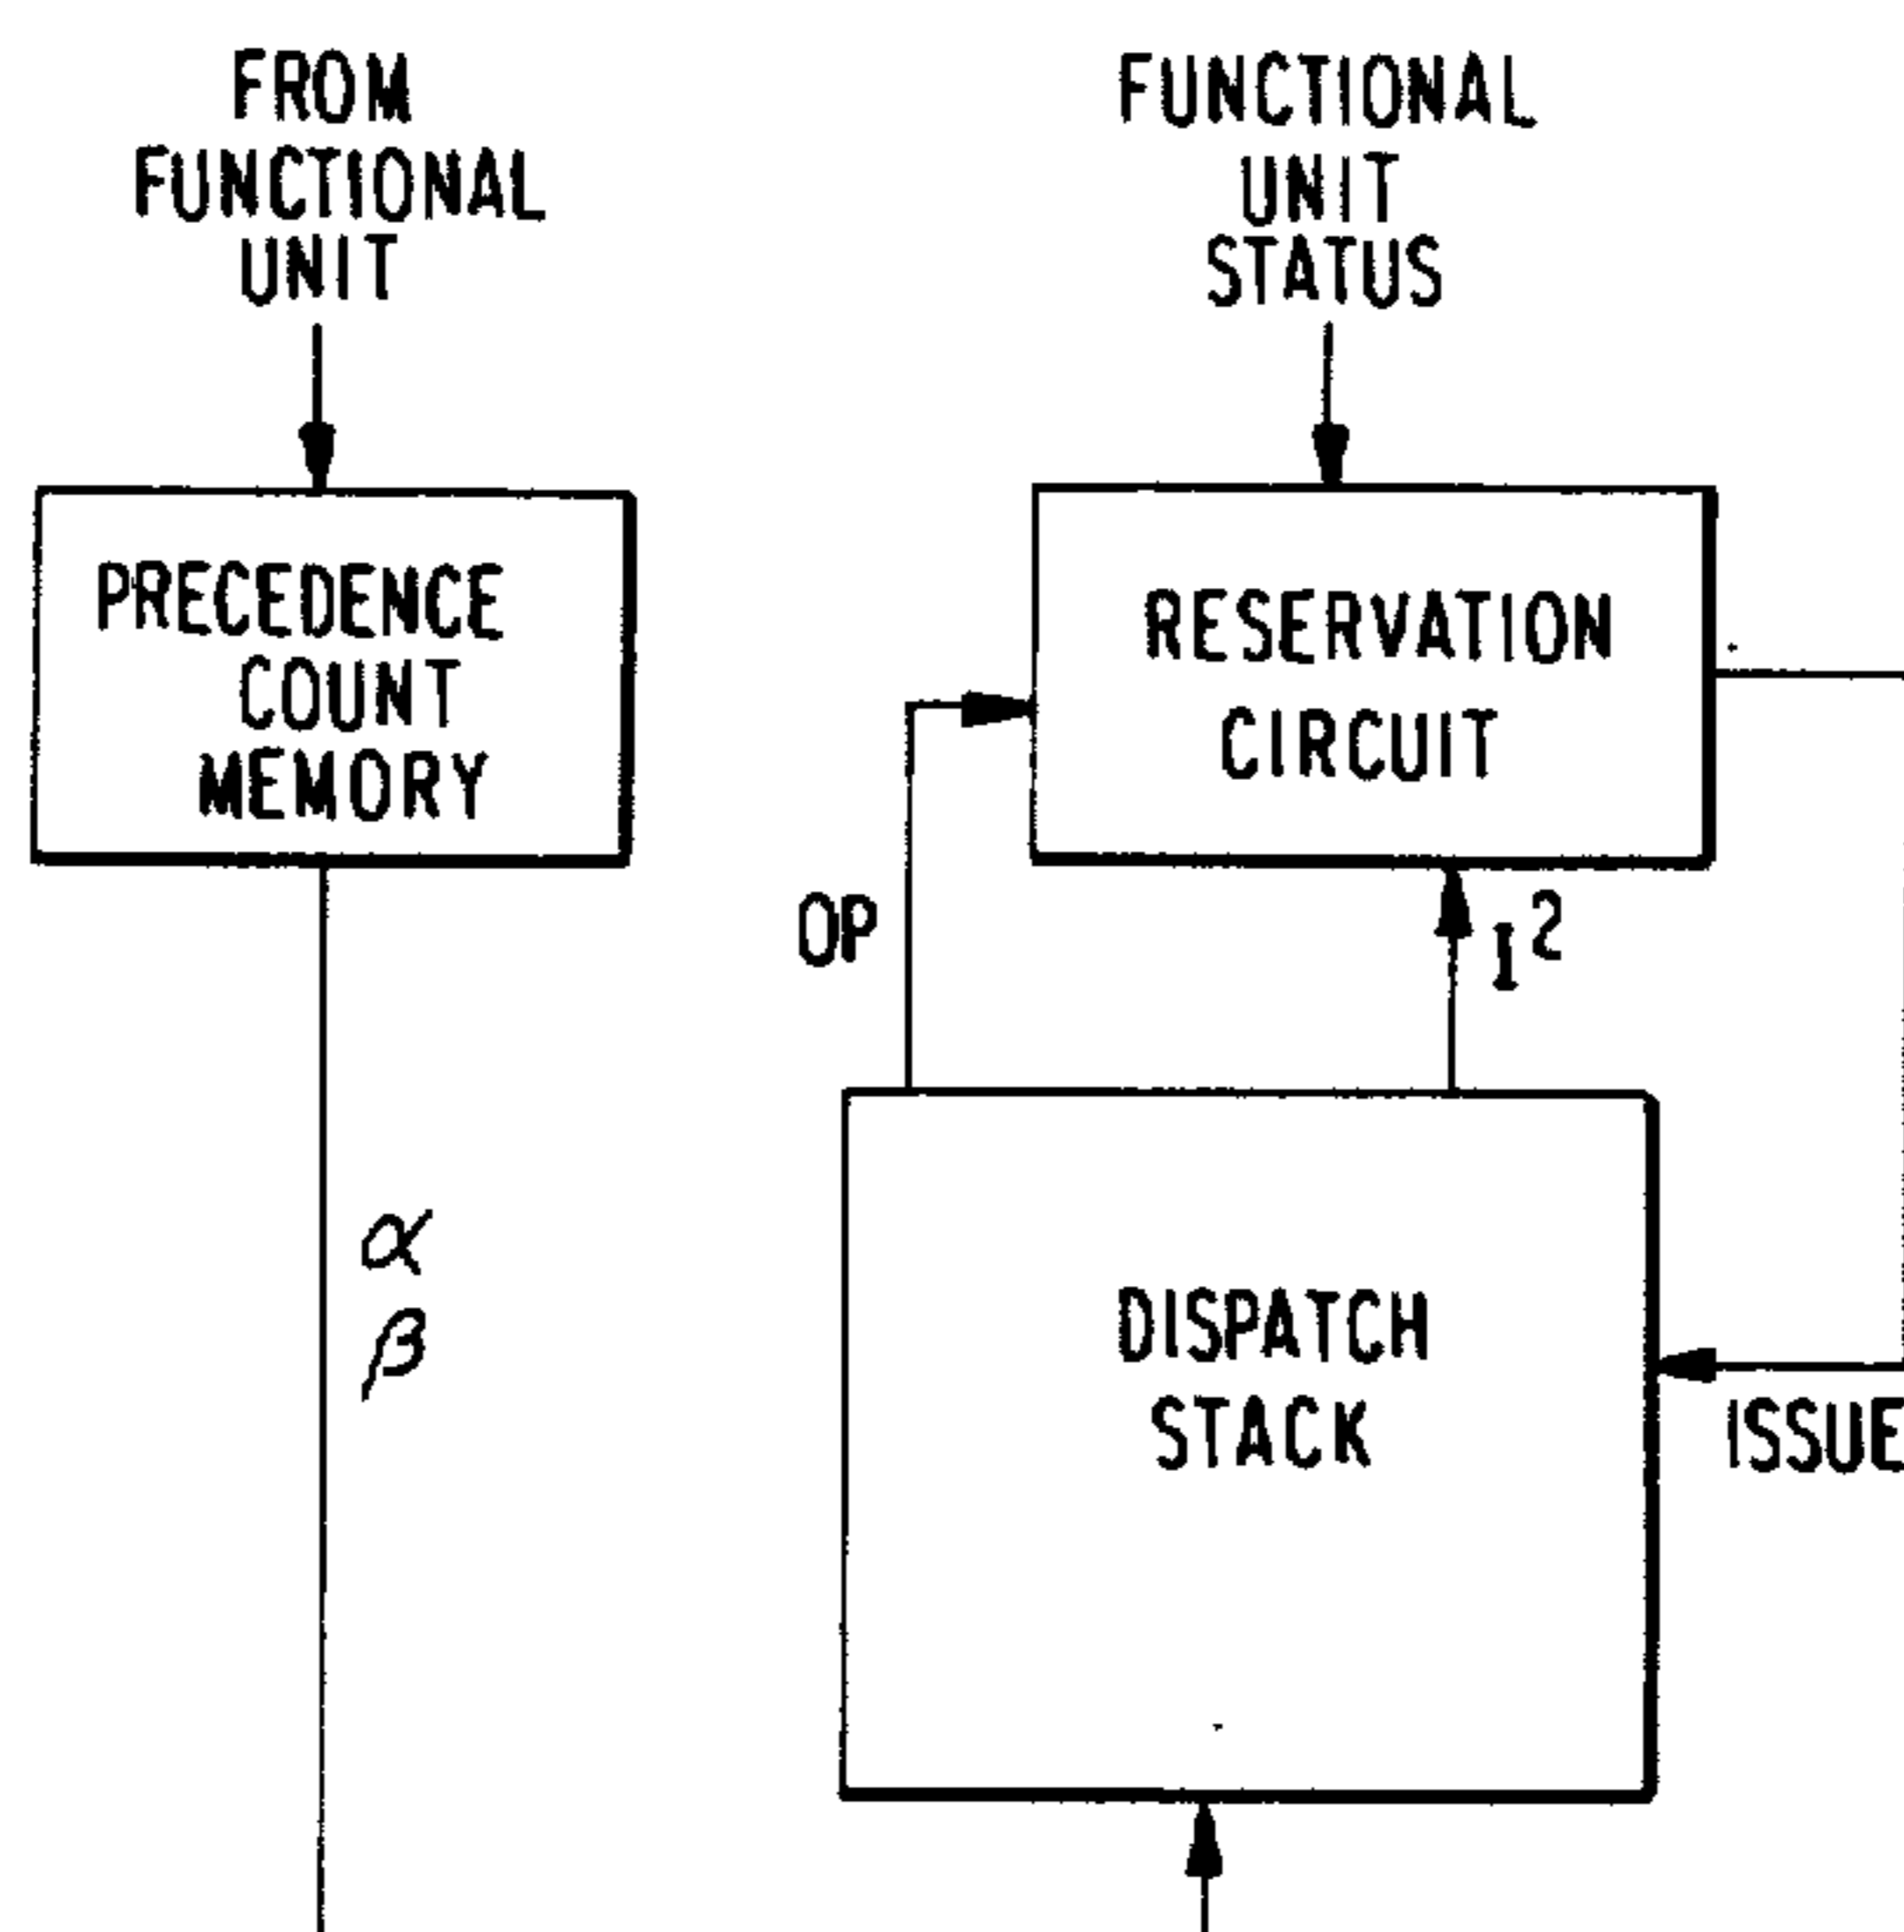 FROM
FUNCTIONAL
UNIT
FUNCTIONAL
UNIT
STATUS
PRECEDENCE
COUNT
MEMORY
RESERVATION
CIRCUIT
OP
I²
α
β
DISPATCH
STACK
ISSUE